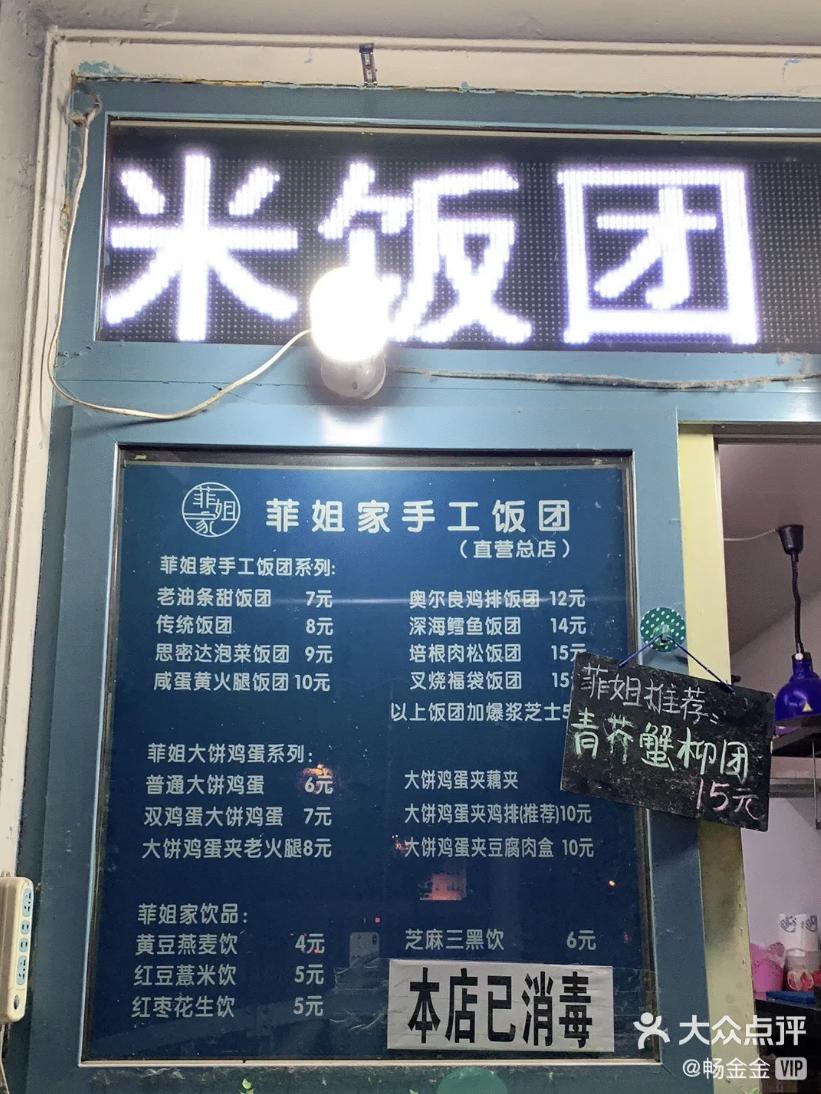 米饭团
菲姐家
菲姐家手工饭团
（直营总店）
菲姐家手工饭团系列:
老油条甜饭团 7元 奥尔良鸡排饭团 12元
传统饭团 8元 深海鳕鱼饭团 14元
思密达泡菜饭团 9元 培根肉松饭团 15元
咸蛋黄火腿饭团 10元 叉烧福袋饭团 15
以上饭团加爆浆芝士5
菲姐推荐:
青芥蟹柳团
15元
菲姐大饼鸡蛋系列:
普通大饼鸡蛋 6元 大饼鸡蛋夹藕夹
双鸡蛋大饼鸡蛋 7元 大饼鸡蛋夹鸡排(推荐)10元
大饼鸡蛋夹老火腿8元 大饼鸡蛋夹豆腐肉盒 10元
菲姐家饮品:
黄豆燕麦饮 4元 芝麻三黑饮 6元
红豆薏米饮 5元
红枣花生饮 5元
本店已消毒
大众点评
@畅金金 VIP